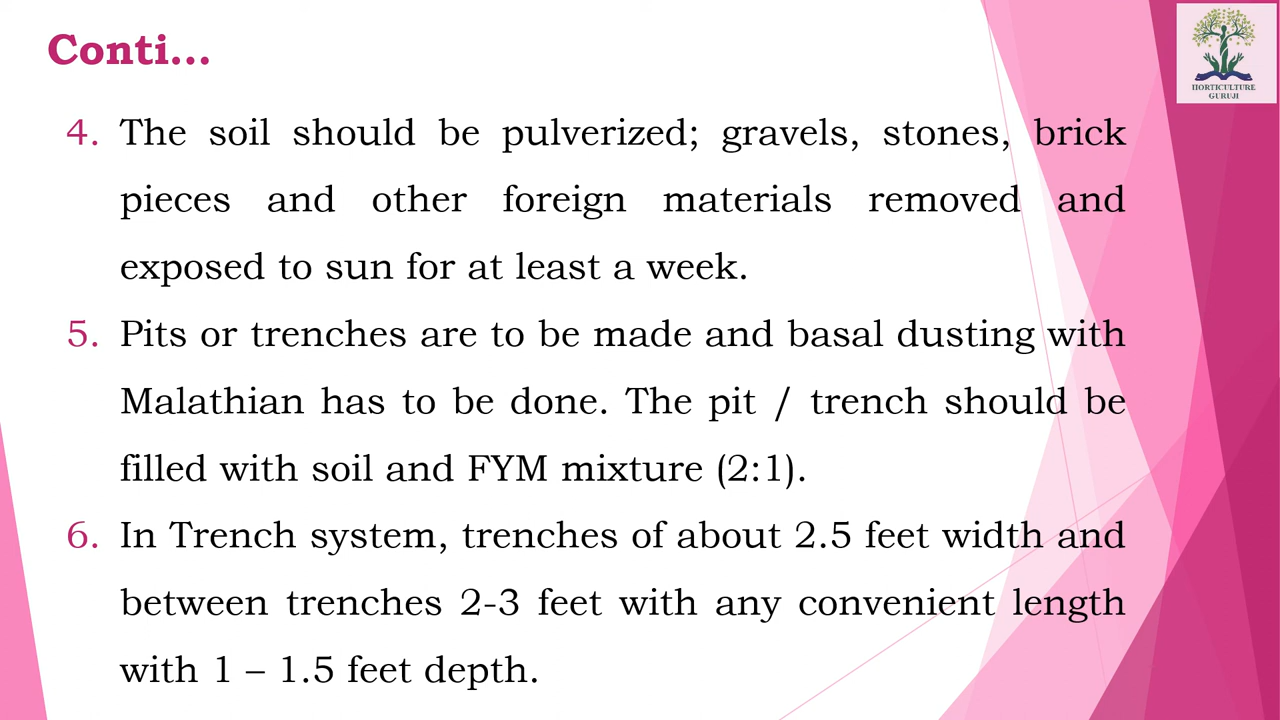 Conti...
HORTICULTURE
GURUJI
4. The soil should be pulverized; gravels, stones, brick
pieces and other foreign materials removed and
exposed to sun for at least a week.
5. Pits or trenches are to be made and basal dusting with
Malathian has to be done. The pit / trench should be
filled with soil and FYM mixture (2:1).
6. In Trench system, trenches of about 2.5 feet width and
between trenches 2-3 feet with any convenient length
with 1 – 1.5 feet depth.